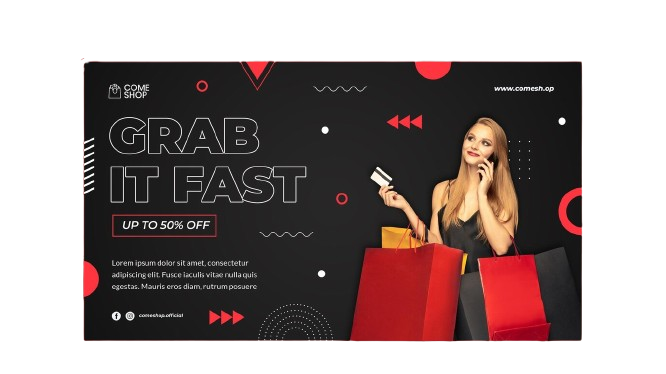 COME
SHOP
www.comesh.op
GRAB
IT FAST
UP TO 50% OFF
Lorem ipsum dolor sit amet, consectetur
adipiscing elit. Fusce iaculis vitae nulla quis
egestas. Mauris eros diam, rutrum posuere
comeshop.official